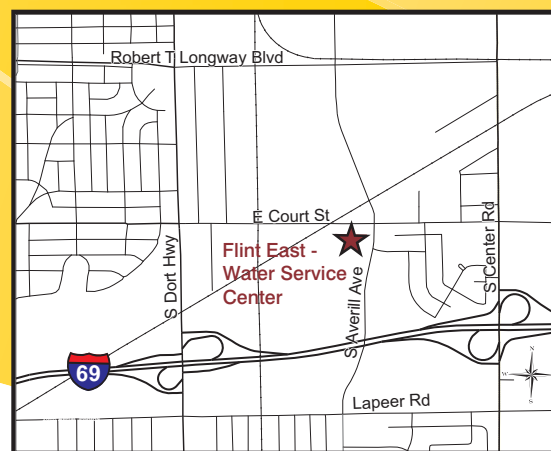 Robert T Longway Blvd
E Court St
Flint East -
Water Service
Center
S Dort Hwy
S Averill Ave
S Center Rd
69
Lapeer Rd
N
W
E
S